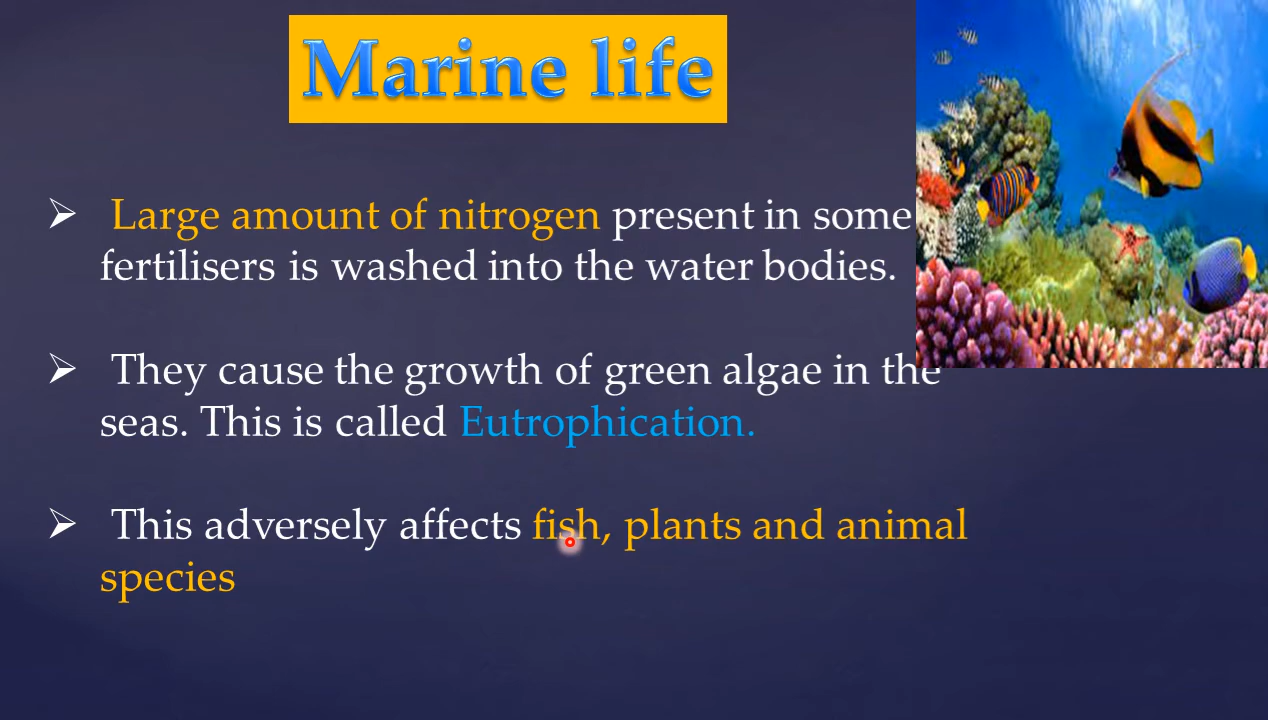 Marine life
➢ Large amount of nitrogen present in some
fertilisers is washed into the water bodies.
➢ They cause the growth of green algae in the
seas. This is called Eutrophication.
➢ This adversely affects fish, plants and animal
species